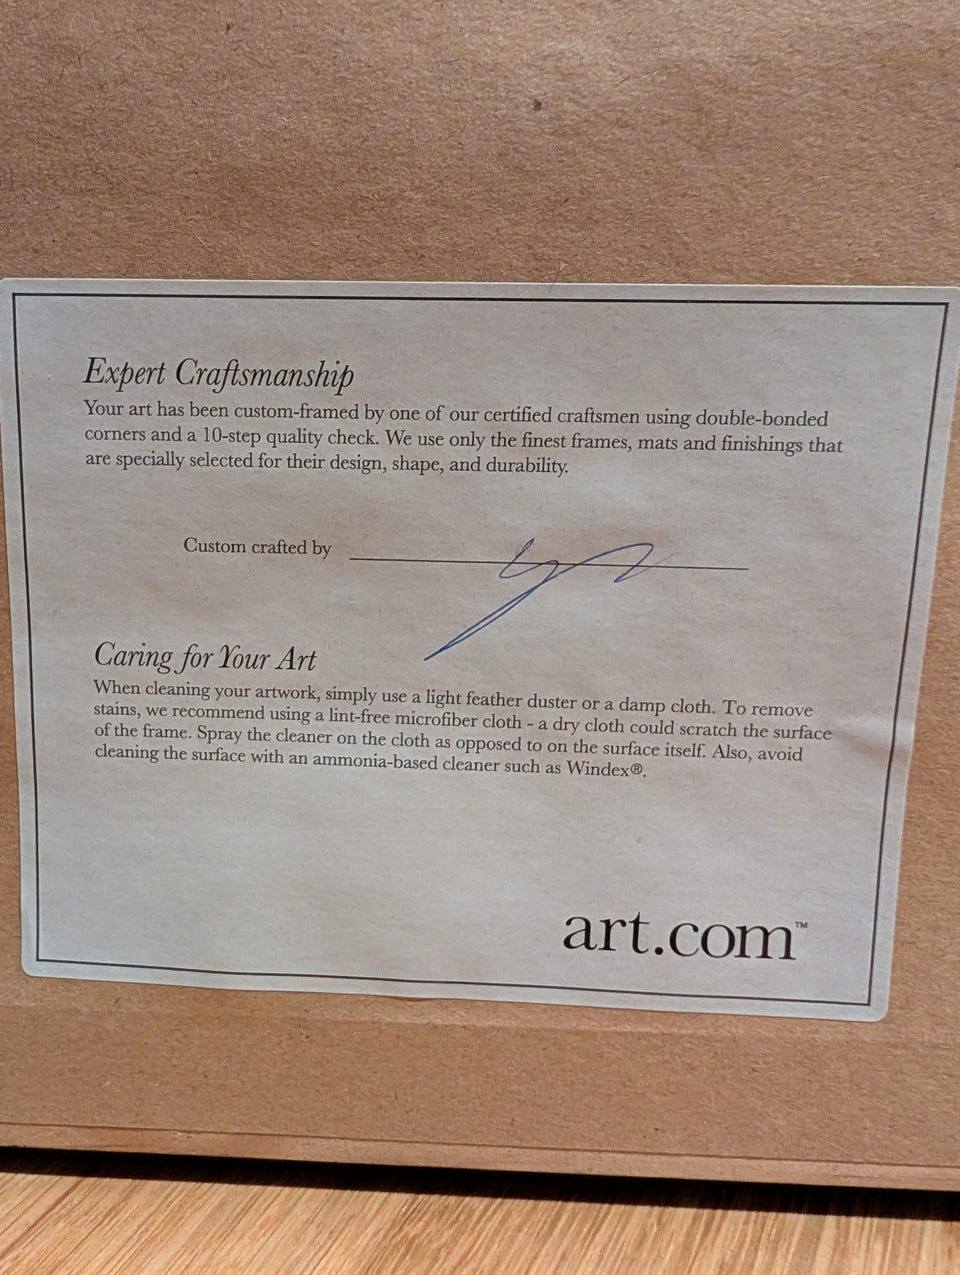 Expert Craftsmanship
Your art has been custom-framed by one of our certified craftsmen using double-bonded
corners and a 10-step quality check. We use only the finest frames, mats and finishings that
are specially selected for their design, shape, and durability.
Custom crafted by
Caring for Your Art
When cleaning your artwork, simply use a light feather duster or a damp cloth. To remove
stains, we recommend using a lint-free microfiber cloth - a dry cloth could scratch the surface
of the frame. Spray the cleaner on the cloth as opposed to on the surface itself. Also, avoid
cleaning the surface with an ammonia-based cleaner such as Windex®.
art.com™